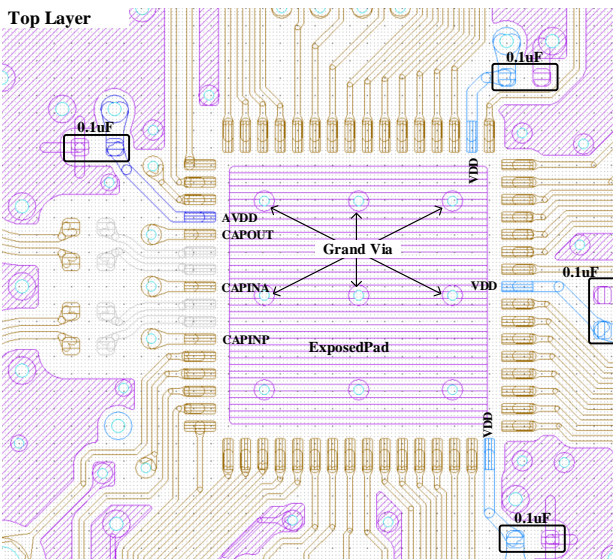 Top Layer
0.1uF
0.1uF
VDD
AVDD
CAPOUT
Grand Via
0.1uF
CAPINA
VDD
CAPINP
ExposedPad
VDD
0.1uF